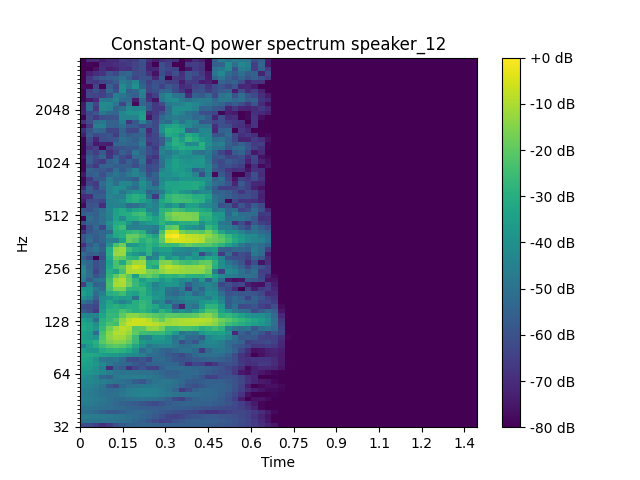 Constant-Q power spectrum speaker_12
Hz
2048
1024
512
256
128
64
32
0 0.15 0.3 0.45 0.6 0.75 0.9 1.1 1.2 1.4
Time
+0 dB
-10 dB
-20 dB
-30 dB
-40 dB
-50 dB
-60 dB
-70 dB
-80 dB